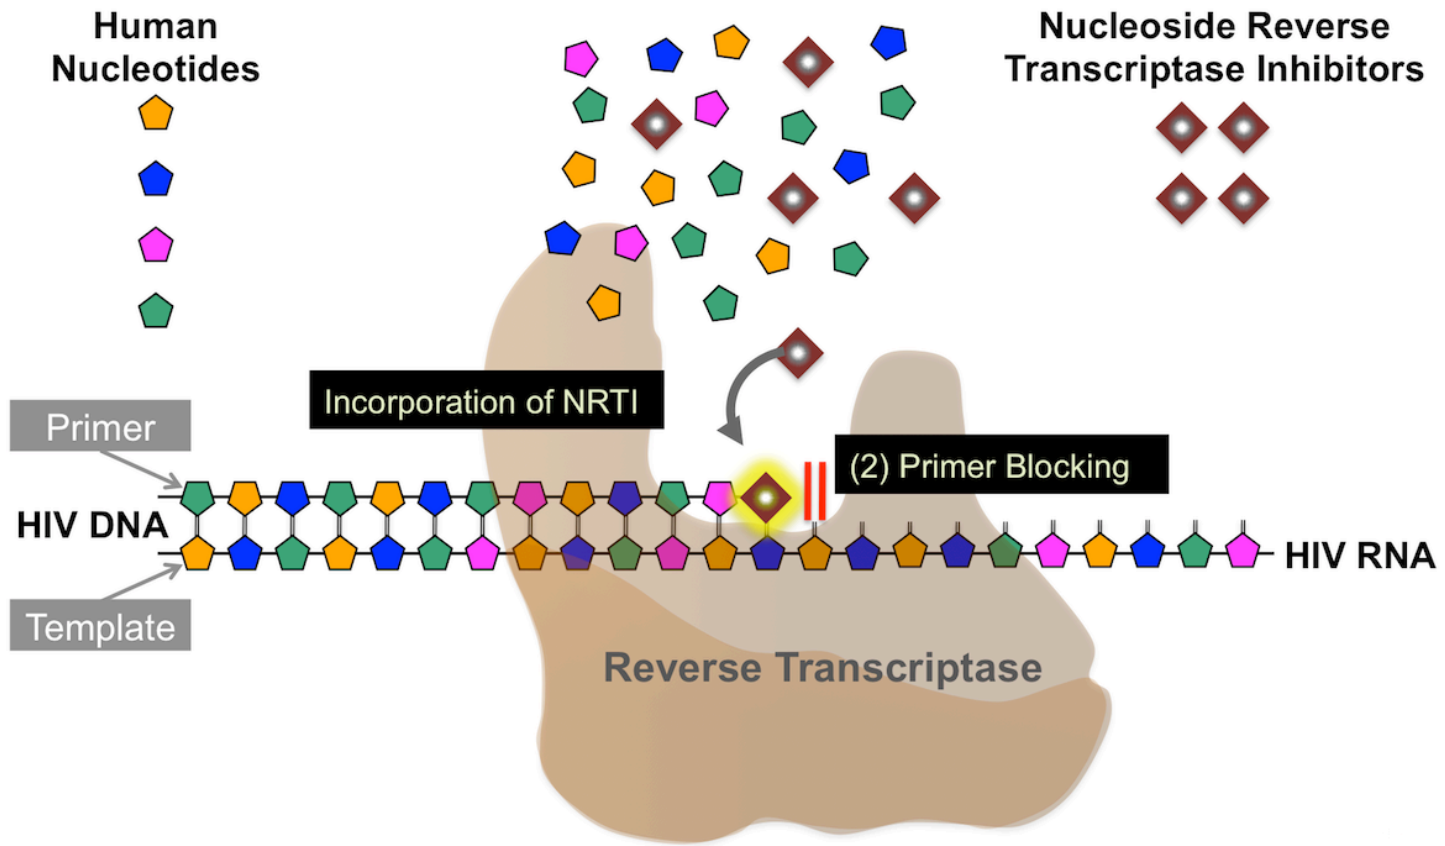 Human
Nucleotides
Nucleoside Reverse
Transcriptase Inhibitors
Incorporation of NRTI
Primer
(2) Primer Blocking
HIV DNA
HIV RNA
Template
Reverse Transcriptase